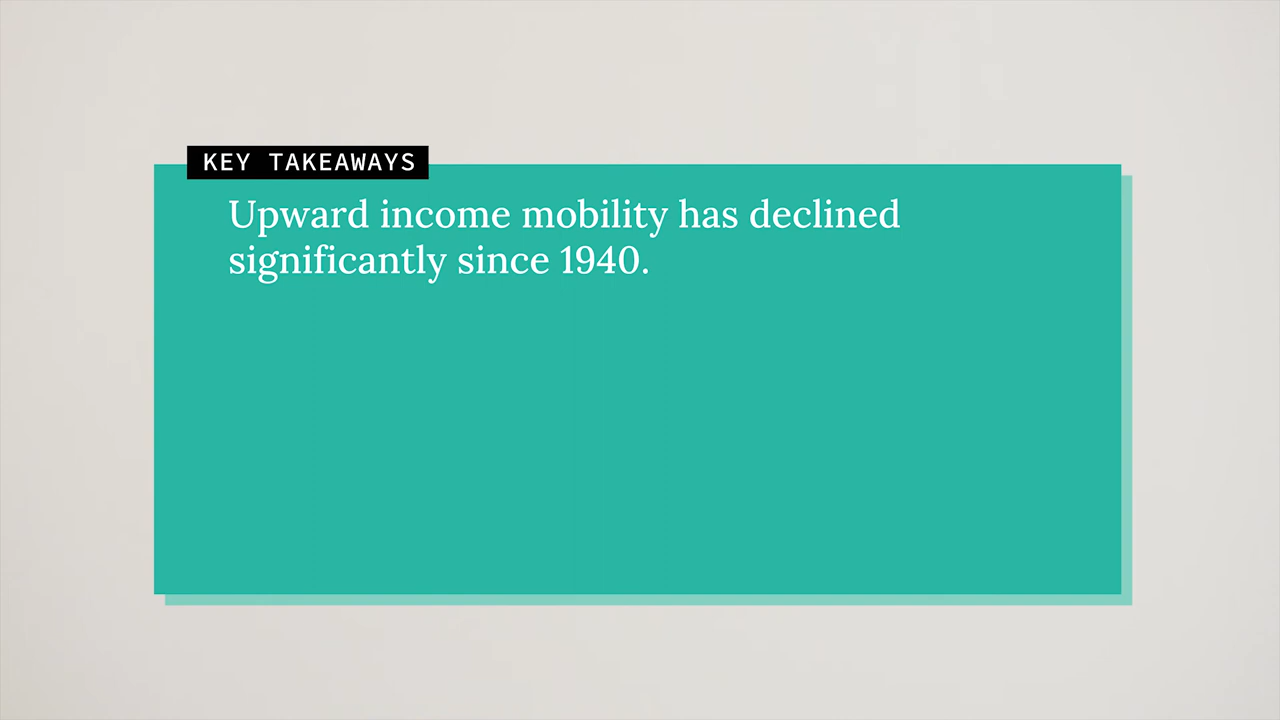 KEY TAKEAWAYS
Upward income mobility has declined
significantly since 1940.